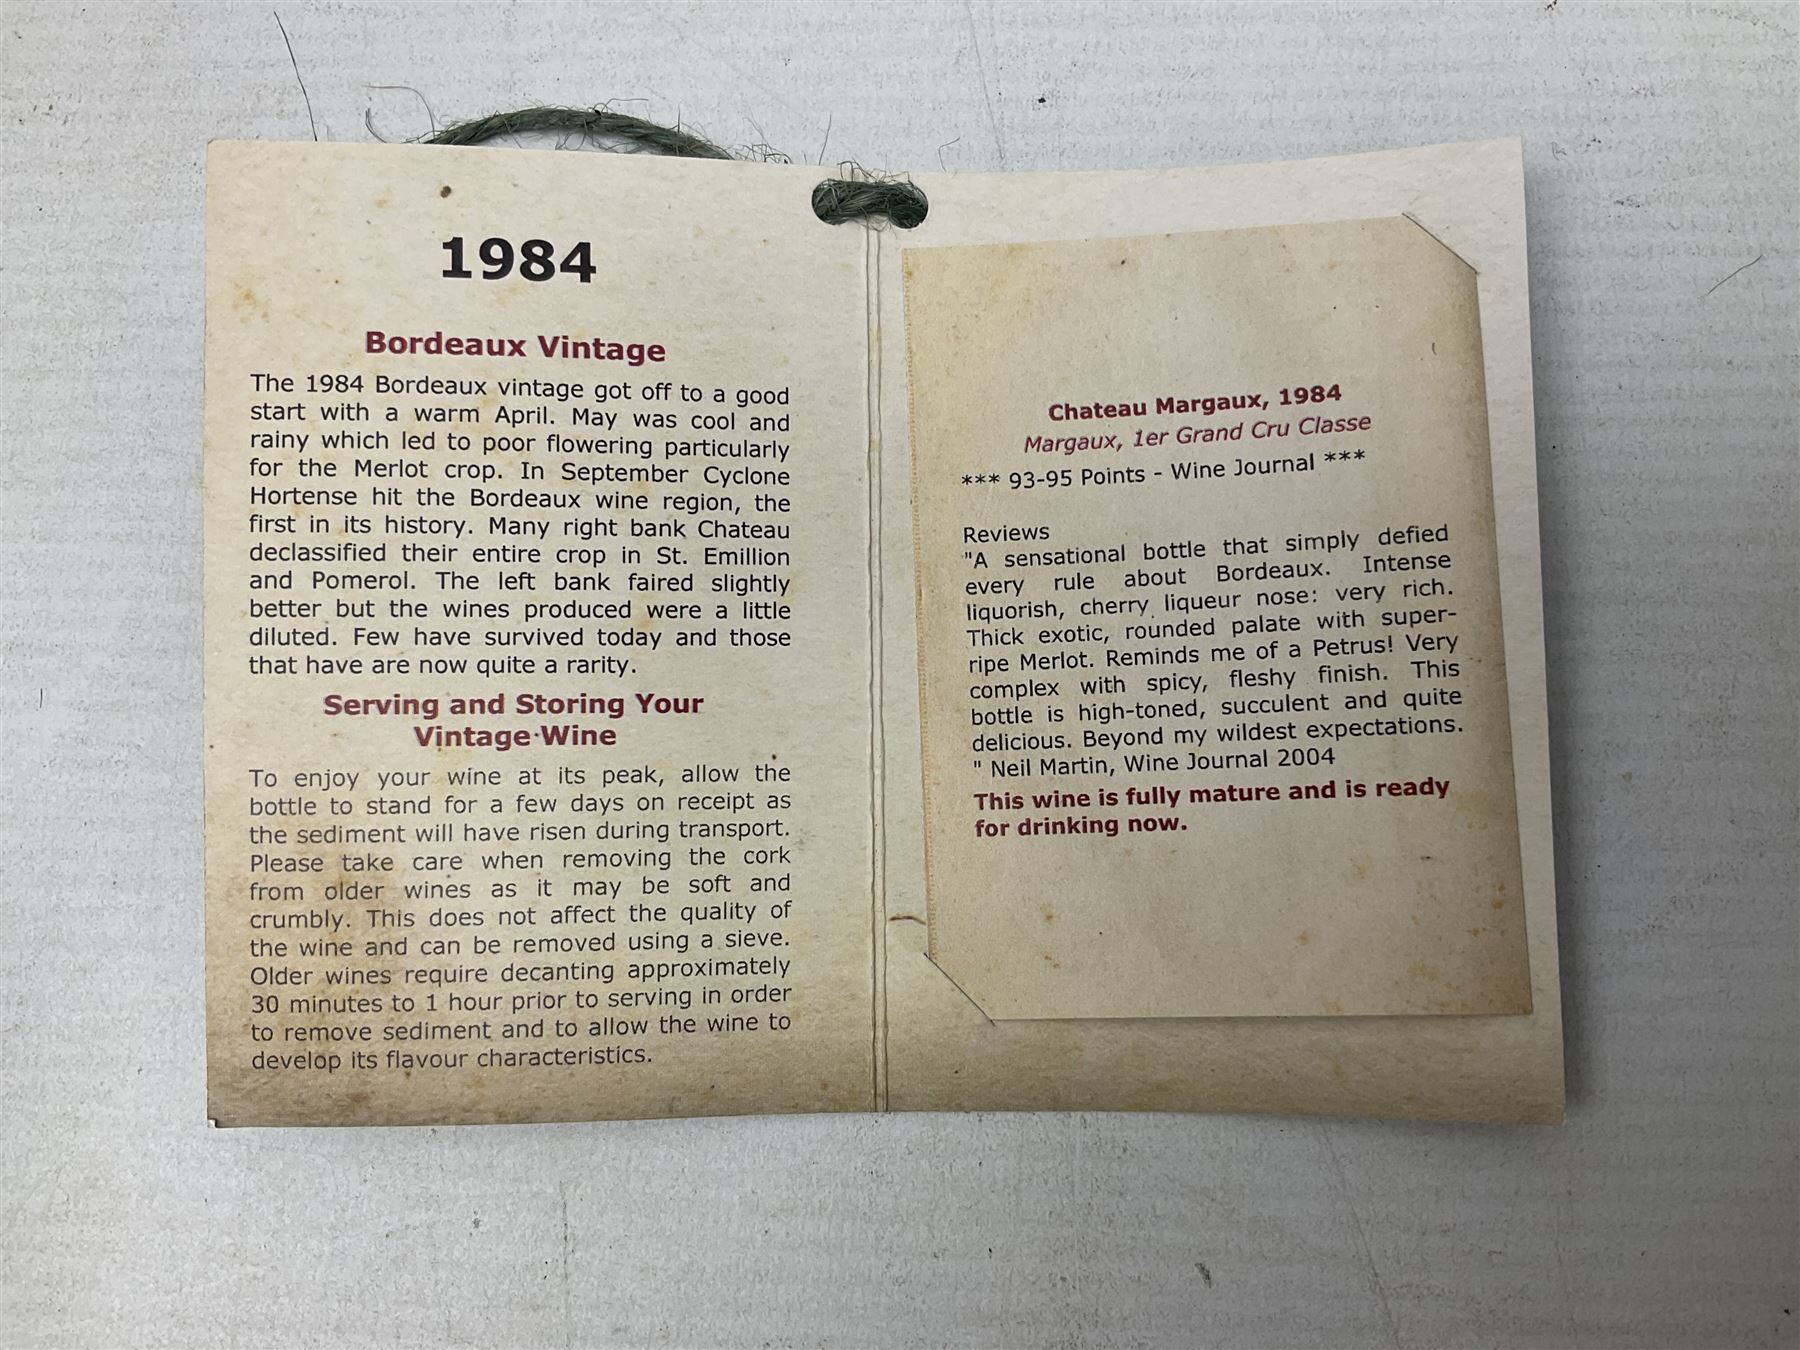 1984
Bordeaux Vintage
The 1984 Bordeaux vintage got off to a good
start with a warm April. May was cool and
rainy which led to poor flowering particularly
for the Merlot crop. In September Cyclone
Hortense hit the Bordeaux wine region, the
first in its history. Many right bank Chateau
declassified their entire crop in St. Emillion
and Pomerol. The left bank faired slightly
better but the wines produced were a little
diluted. Few have survived today and those
that have are now quite a rarity.
Serving and Storing Your
Vintage Wine
To enjoy your wine at its peak, allow the
bottle to stand for a few days on receipt as
the sediment will have risen during transport.
Please take care when removing the cork
from older wines as it may be soft and
crumbly. This does not affect the quality of
the wine and can be removed using a sieve.
Older wines require decanting approximately
30 minutes to 1 hour prior to serving in order
to remove sediment and to allow the wine to
develop its flavour characteristics.
Chateau Margaux, 1984
Margaux, 1er Grand Cru Classe
*** 93-95 Points - Wine Journal ***
Reviews
"A sensational bottle that simply defied
every rule about Bordeaux. Intense
liquorish, cherry liqueur nose: very rich.
Thick exotic, rounded palate with super-
ripe Merlot. Reminds me of a Petrus! Very
complex with spicy, fleshy finish. This
bottle is high-toned, succulent and quite
delicious. Beyond my wildest expectations.
" Neil Martin, Wine Journal 2004
This wine is fully mature and is ready
for drinking now.